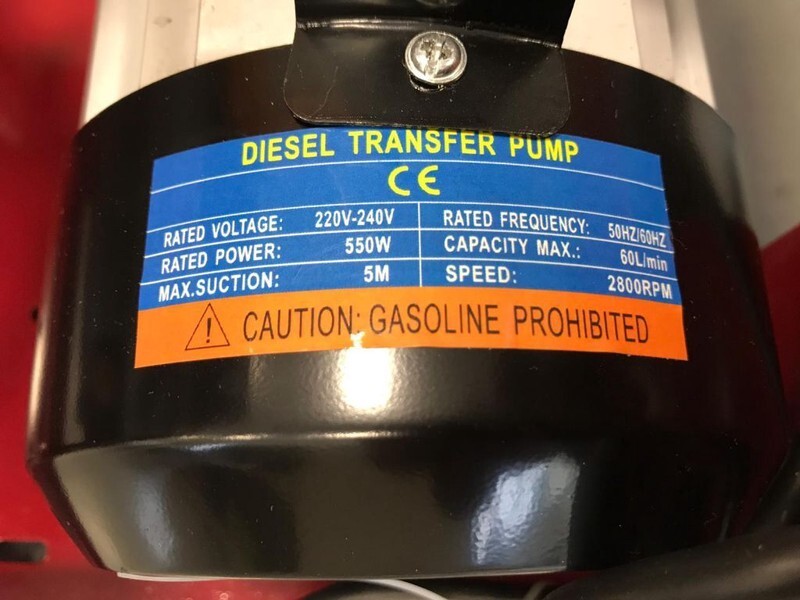 DIESEL TRANSFER PUMP
CE
RATED VOLTAGE: 220V-240V RATED FREQUENCY: 50HZ/60HZ
RATED POWER: 550W CAPACITY MAX.: 60L/min
MAX.SUCTION: 5M SPEED: 2800RPM
! CAUTION: GASOLINE PROHIBITED